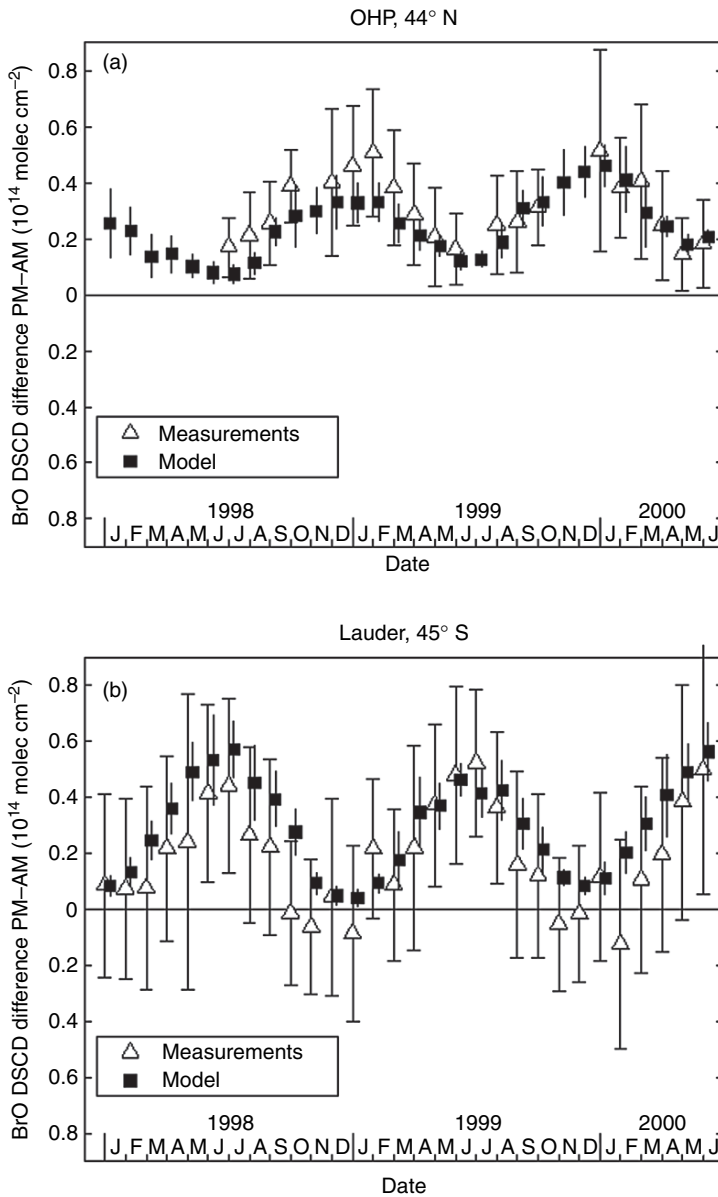 OHP, 44° N
(a)
BrO DSCD difference PM–AM (10¹⁴ molec cm⁻²)
0.8
0.6
0.4
0.2
0
0.2
0.4
0.6
0.8
Measurements
Model
1998 1999 2000
J F M A M J J A S O N D J F M A M J J A S O N D J F M A M J
Date
Lauder, 45° S
(b)
BrO DSCD difference PM–AM (10¹⁴ molec cm⁻²)
0.8
0.6
0.4
0.2
0
0.2
0.4
0.6
0.8
Measurements
Model
1998 1999 2000
J F M A M J J A S O N D J F M A M J J A S O N D J F M A M J
Date